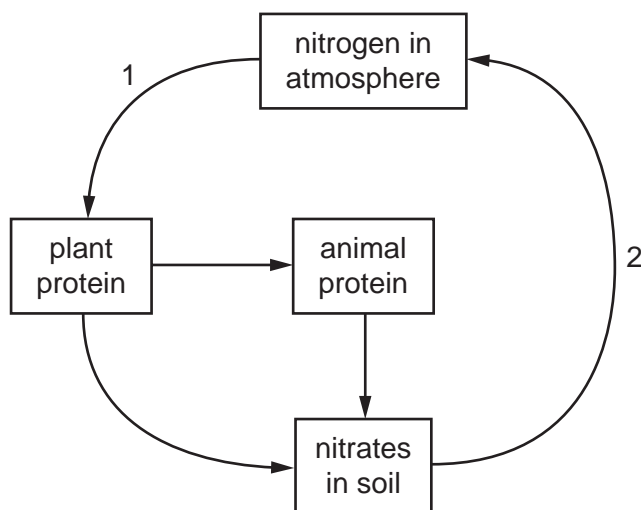 nitrogen in
atmosphere
1
plant
protein
animal
protein
2
nitrates
in soil